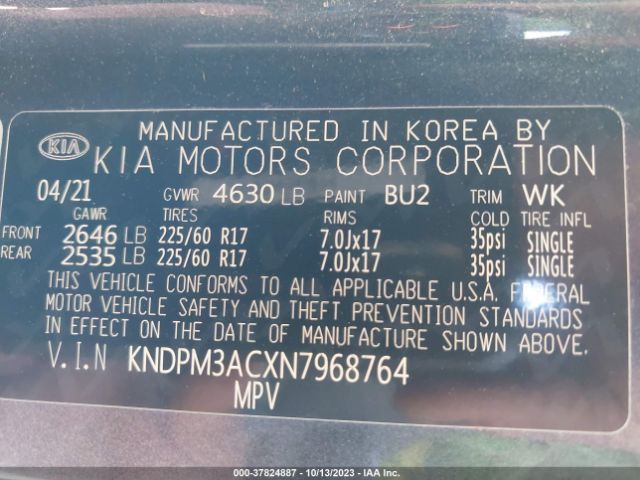 MANUFACTURED IN KOREA BY
KIA KIA MOTORS CORPORATION
04/21 GVWR 4630 LB PAINT BU2 TRIM WK
GAWR TIRES RIMS COLD TIRE INFL
FRONT 2646 LB 225/60 R17 7.0Jx17 35psi SINGLE
REAR 2535 LB 225/60 R17 7.0Jx17 35psi SINGLE
THIS VEHICLE CONFORMS TO ALL APPLICABLE U.S.A. FEDERAL
MOTOR VEHICLE SAFETY AND THEFT PREVENTION STANDARDS
IN EFFECT ON THE DATE OF MANUFACTURE SHOWN ABOVE.
V.I.N KNDPM3ACXN7968764
MPV
000-37824887 - 10/13/2023 - IAA Inc.